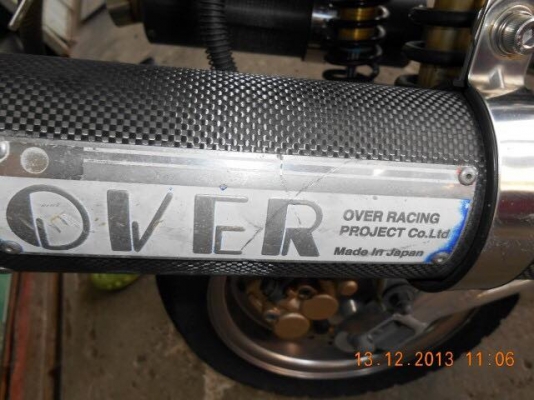 OVER
OVER RACING
PROJECT Co.Ltd
Made In Japan
13.12.2013 11:06